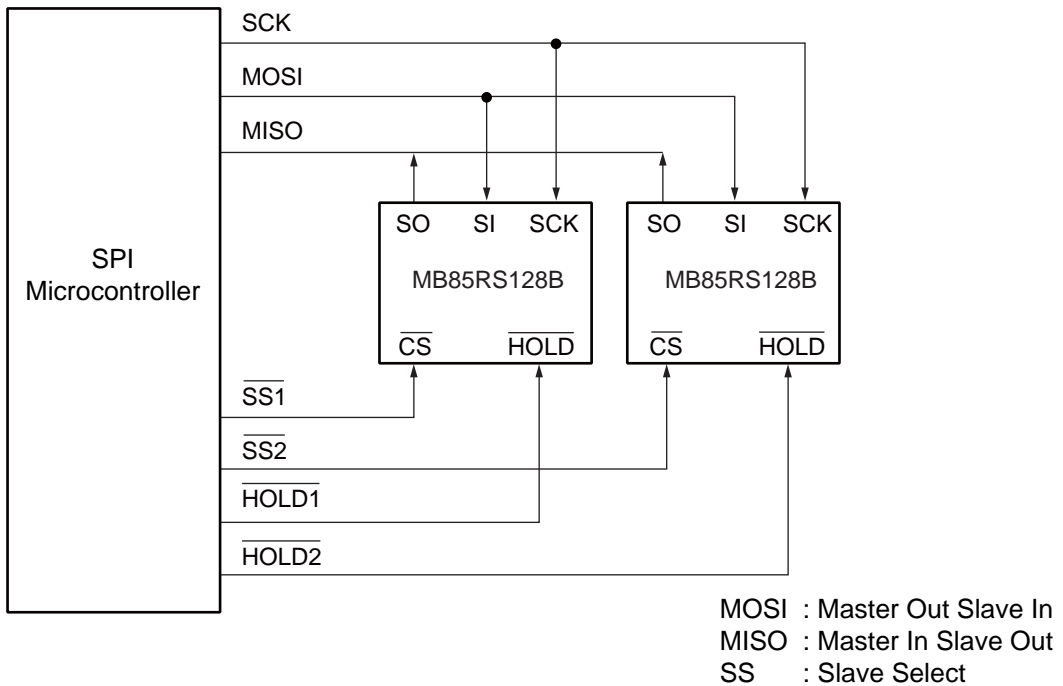 SCK
MOSI
MISO
SO SI SCK
MB85RS128B
CS HOLD
SO SI SCK
MB85RS128B
CS HOLD
SPI
Microcontroller
SS1
SS2
HOLD1
HOLD2
MOSI : Master Out Slave In
MISO : Master In Slave Out
SS : Slave Select